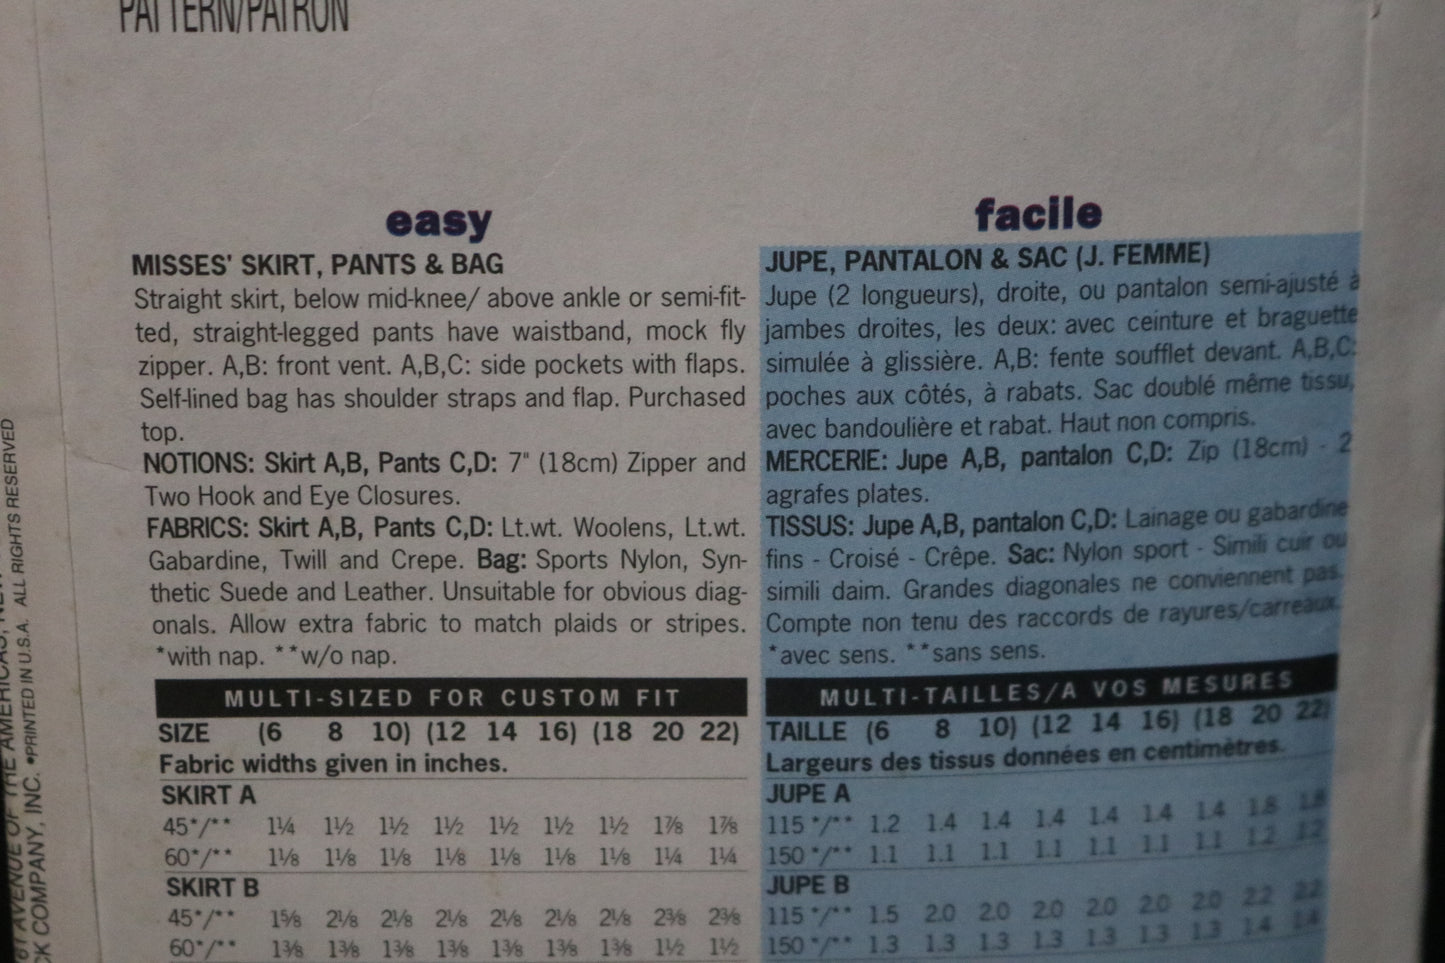 PATTERN/PATRON
easy
MISSES' SKIRT, PANTS & BAG
Straight skirt, below mid-knee/ above ankle or semi-fit-
ted, straight-legged pants have waistband, mock fly
zipper. A,B: front vent. A,B,C: side pockets with flaps.
Self-lined bag has shoulder straps and flap. Purchased
top.
NOTIONS: Skirt A,B, Pants C,D: 7" (18cm) Zipper and
Two Hook and Eye Closures.
FABRICS: Skirt A,B, Pants C,D: Lt.wt. Woolens, Lt.wt.
Gabardine, Twill and Crepe. Bag: Sports Nylon, Syn-
thetic Suede and Leather. Unsuitable for obvious diag-
onals. Allow extra fabric to match plaids or stripes.
*with nap. **w/o nap.
MULTI-SIZED FOR CUSTOM FIT
SIZE (6 8 10) (12 14 16) (18 20 22)
Fabric widths given in inches.
SKIRT A
45*/** 1¼ 1½ 1½ 1½ 1½ 1½ 1½ 1⅞ 1⅞
60*/** 1⅛ 1⅛ 1⅛ 1⅛ 1⅛ 1⅛ 1⅛ 1¼ 1¼
SKIRT B
45*/** 1⅝ 2⅛ 2⅛ 2⅛ 2⅛ 2⅛ 2⅛ 2⅜ 2⅜
60*/** 1⅜ 1⅜ 1⅜ 1⅜ 1⅜ 1⅜ 1⅜ 1½ 1½
facile
JUPE, PANTALON & SAC (J. FEMME)
Jupe (2 longueurs), droite, ou pantalon semi-ajusté à
jambes droites, les deux: avec ceinture et braguette
simulée à glissière. A,B: fente soufflet devant. A,B,C:
poches aux côtés, à rabats. Sac doublé même tissu,
avec bandoulière et rabat. Haut non compris.
MERCERIE: Jupe A,B, pantalon C,D: Zip (18cm) - 2
agrafes plates.
TISSUS: Jupe A,B, pantalon C,D: Lainage ou gabardine
fins - Croisé - Crêpe. Sac: Nylon sport - Simili cuir ou
simili daim. Grandes diagonales ne conviennent pas.
Compte non tenu des raccords de rayures/carreaux.
*avec sens. **sans sens.
MULTI-TAILLES/A VOS MESURES
TAILLE (6 8 10) (12 14 16) (18 20 22)
Largeurs des tissus données en centimètres.
JUPE A
115*/** 1.2 1.4 1.4 1.4 1.4 1.4 1.4 1.8 1.8
150*/** 1.1 1.1 1.1 1.1 1.1 1.1 1.1 1.2 1.2
JUPE B
115*/** 1.5 2.0 2.0 2.0 2.0 2.0 2.0 2.2 2.2
150*/** 1.3 1.3 1.3 1.3 1.3 1.3 1.3 1.4 1.4
AVENUE OF THE AMERICAS,
COMPANY, INC. •PRINTED IN U.S.A. ALL RIGHTS RESERVED